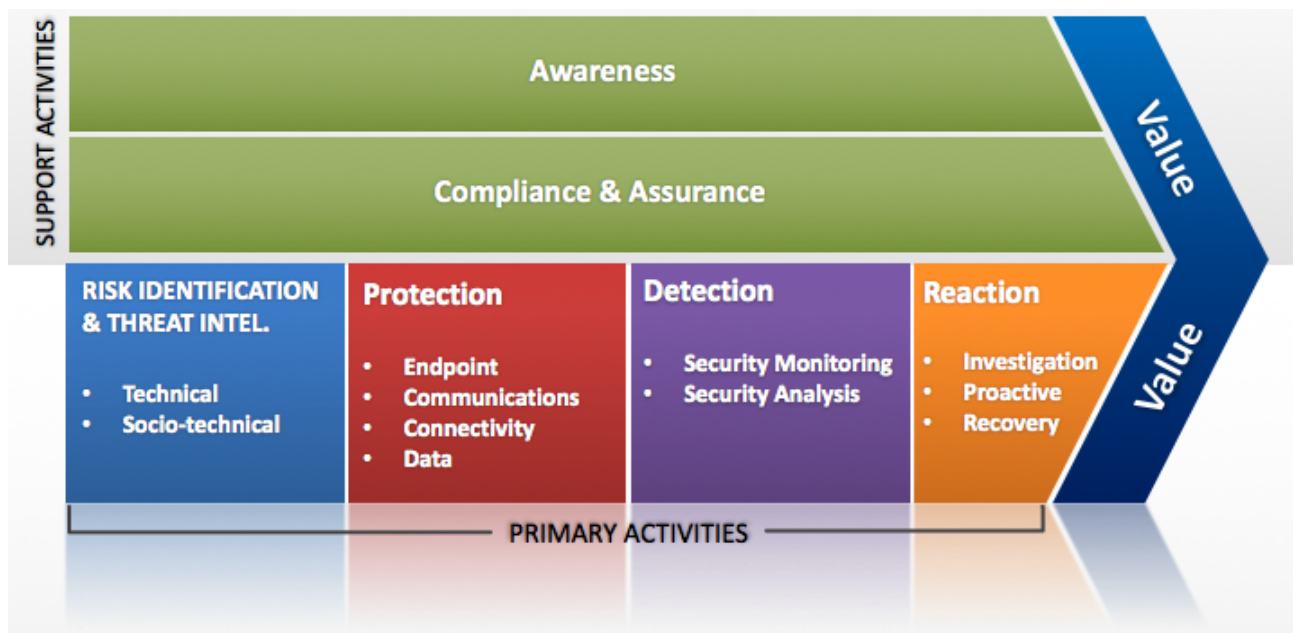 SUPPORT ACTIVITIES
Awareness
Compliance & Assurance
Value
Value
RISK IDENTIFICATION
& THREAT INTEL.
• Technical
• Socio-technical
Protection
• Endpoint
• Communications
• Connectivity
• Data
Detection
• Security Monitoring
• Security Analysis
Reaction
• Investigation
• Proactive
• Recovery
PRIMARY ACTIVITIES